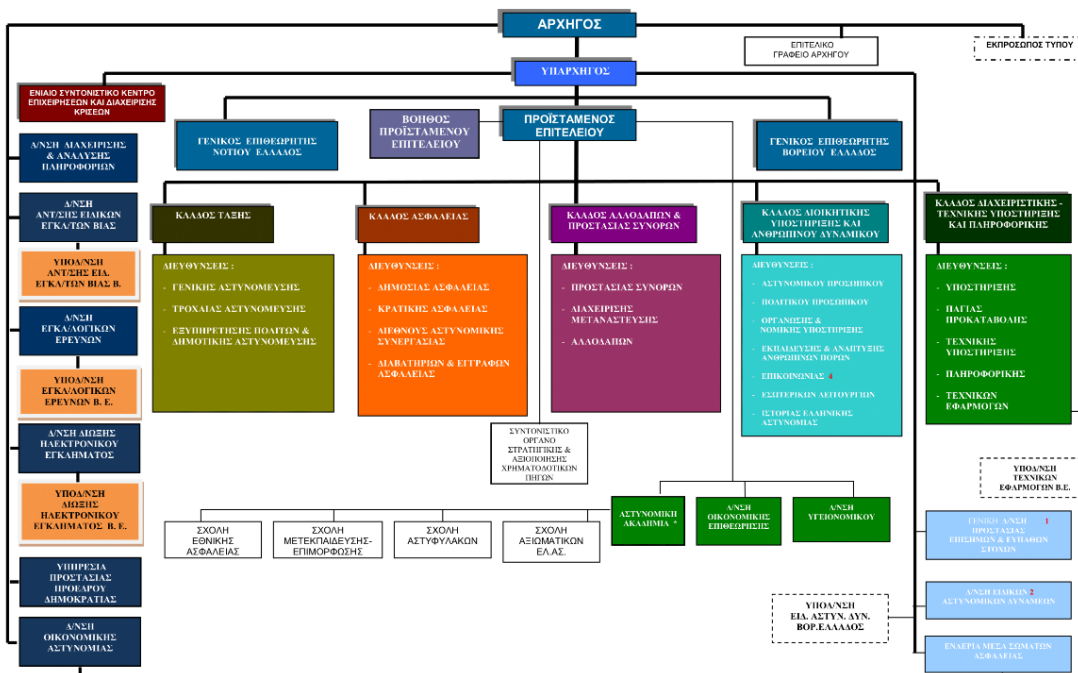 ΑΡΧΗΓΟΣ
ΕΠΙΤΕΛΙΚΟ
ΓΡΑΦΕΙΟ ΑΡΧΗΓΟΥ
ΕΚΠΡΟΣΩΠΟΣ ΤΥΠΟΥ
ΥΠΑΡΧΗΓΟΣ
ΕΝΙΑΙΟ ΣΥΝΤΟΝΙΣΤΙΚΟ ΚΕΝΤΡΟ
ΕΠΙΧΕΙΡΗΣΕΩΝ ΚΑΙ ΔΙΑΧΕΙΡΙΣΗΣ
ΚΡΙΣΕΩΝ
ΓΕΝΙΚΟΣ ΕΠΙΘΕΩΡΗΤΗΣ
ΝΟΤΙΟΥ ΕΛΛΑΔΟΣ
ΒΟΗΘΟΣ
ΠΡΟΪΣΤΑΜΕΝΟΥ
ΕΠΙΤΕΛΕΙΟΥ
ΠΡΟΪΣΤΑΜΕΝΟΣ
ΕΠΙΤΕΛΕΙΟΥ
ΓΕΝΙΚΟΣ ΕΠΙΘΕΩΡΗΤΗΣ
ΒΟΡΕΙΟΥ ΕΛΛΑΔΟΣ
Δ/ΝΣΗ ΔΙΑΧΕΙΡΙΣΗΣ
& ΑΝΑΛΥΣΗΣ
ΠΛΗΡΟΦΟΡΙΩΝ
Δ/ΝΣΗ
ΑΝΤ/ΣΗΣ ΕΙΔΙΚΩΝ
ΕΓΚΛ/ΤΩΝ ΒΙΑΣ
ΥΠΟΔ/ΝΣΗ
ΑΝΤ/ΣΗΣ ΕΙΔ.
ΕΓΚΛ/ΤΩΝ ΒΙΑΣ Β.
Δ/ΝΣΗ
ΕΓΚΛ/ΛΟΓΙΚΩΝ
ΕΡΕΥΝΩΝ
ΥΠΟΔ/ΝΣΗ
ΕΓΚ/ΛΟΓΙΚΩΝ
ΕΡΕΥΝΩΝ Β. Ε.
Δ/ΝΣΗ ΔΙΩΞΗΣ
ΗΛΕΚΤΡΟΝΙΚΟΥ
ΕΓΚΛΗΜΑΤΟΣ
ΥΠΟΔ/ΝΣΗ
ΔΙΩΞΗΣ
ΗΛΕΚΤΡΟΝΙΚΟΥ
ΕΓΚΛΗΜΑΤΟΣ Β. Ε.
ΥΠΗΡΕΣΙΑ
ΠΡΟΣΤΑΣΙΑΣ
ΠΡΟΕΔΡΟΥ
ΔΗΜΟΚΡΑΤΙΑΣ
Δ/ΝΣΗ
ΟΙΚΟΝΟΜΙΚΗΣ
ΑΣΤΥΝΟΜΙΑΣ
ΚΛΑΔΟΣ ΤΑΞΗΣ
ΔΙΕΥΘΥΝΣΕΙΣ :
- ΓΕΝΙΚΗΣ ΑΣΤΥΝΟΜΕΥΣΗΣ
- ΤΡΟΧΑΙΑΣ ΑΣΤΥΝΟΜΕΥΣΗΣ
- ΕΞΥΠΗΡΕΤΗΣΗΣ ΠΟΛΙΤΩΝ &
ΔΗΜΟΤΙΚΗΣ ΑΣΤΥΝΟΜΕΥΣΗΣ
ΚΛΑΔΟΣ ΑΣΦΑΛΕΙΑΣ
ΔΙΕΥΘΥΝΣΕΙΣ :
- ΔΗΜΟΣΙΑΣ ΑΣΦΑΛΕΙΑΣ
- ΚΡΑΤΙΚΗΣ ΑΣΦΑΛΕΙΑΣ
- ΔΙΕΘΝΟΥΣ ΑΣΤΥΝΟΜΙΚΗΣ
ΣΥΝΕΡΓΑΣΙΑΣ
- ΔΙΑΒΑΤΗΡΙΩΝ & ΕΓΓΡΑΦΩΝ
ΑΣΦΑΛΕΙΑΣ
ΚΛΑΔΟΣ ΑΛΛΟΔΑΠΩΝ &
ΠΡΟΣΤΑΣΙΑΣ ΣΥΝΟΡΩΝ
ΔΙΕΥΘΥΝΣΕΙΣ :
- ΠΡΟΣΤΑΣΙΑΣ ΣΥΝΟΡΩΝ
- ΔΙΑΧΕΙΡΙΣΗΣ
ΜΕΤΑΝΑΣΤΕΥΣΗΣ
- ΑΛΛΟΔΑΠΩΝ
ΚΛΑΔΟΣ ΔΙΟΙΚΗΤΙΚΗΣ
ΥΠΟΣΤΗΡΙΞΗΣ ΚΑΙ
ΑΝΘΡΩΠΙΝΟΥ ΔΥΝΑΜΙΚΟΥ
ΔΙΕΥΘΥΝΣΕΙΣ :
- ΑΣΤΥΝΟΜΙΚΟΥ ΠΡΟΣΩΠΙΚΟΥ
- ΠΟΛΙΤΙΚΟΥ ΠΡΟΣΩΠΙΚΟΥ
- ΟΡΓΑΝΩΣΗΣ &
ΝΟΜΙΚΗΣ ΥΠΟΣΤΗΡΙΞΗΣ
- ΕΚΠΑΙΔΕΥΣΗΣ & ΑΝΑΠΤΥΞΗΣ
ΑΝΘΡΩΠΙΝΩΝ ΠΟΡΩΝ
- ΕΠΙΚΟΙΝΩΝΙΑΣ 4
- ΕΣΩΤΕΡΙΚΩΝ ΛΕΙΤΟΥΡΓΙΩΝ
- ΙΣΤΟΡΙΑΣ ΕΛΛΗΝΙΚΗΣ
ΑΣΤΥΝΟΜΙΑΣ
ΚΛΑΔΟΣ ΔΙΑΧΕΙΡΙΣΤΙΚΗΣ -
ΤΕΧΝΙΚΗΣ ΥΠΟΣΤΗΡΙΞΗΣ
ΚΑΙ ΠΛΗΡΟΦΟΡΙΚΗΣ
ΔΙΕΥΘΥΝΣΕΙΣ :
- ΥΠΟΣΤΗΡΙΞΗΣ
- ΠΑΓΙΑΣ
ΠΡΟΚΑΤΑΒΟΛΗΣ
- ΤΕΧΝΙΚΗΣ
ΥΠΟΣΤΗΡΙΞΗΣ
- ΠΛΗΡΟΦΟΡΙΚΗΣ
- ΤΕΧΝΙΚΩΝ
ΕΦΑΡΜΟΓΩΝ
ΣΥΝΤΟΝΙΣΤΙΚΟ
ΟΡΓΑΝΟ
ΣΤΡΑΤΗΓΙΚΗΣ &
ΑΞΙΟΠΟΙΗΣΗΣ
ΧΡΗΜΑΤΟΔΟΤΙΚΩΝ
ΠΗΓΩΝ
ΥΠΟΔ/ΝΣΗ
ΤΕΧΝΙΚΩΝ
ΕΦΑΡΜΟΓΩΝ Β.Ε.
ΣΧΟΛΗ
ΕΘΝΙΚΗΣ
ΑΣΦΑΛΕΙΑΣ
ΣΧΟΛΗ
ΜΕΤΕΚΠΑΙΔΕΥΣΗΣ-
ΕΠΙΜΟΡΦΩΣΗΣ
ΣΧΟΛΗ
ΑΣΤΥΦΥΛΑΚΩΝ
ΣΧΟΛΗ
ΑΞΙΩΜΑΤΙΚΩΝ
ΕΛ.ΑΣ.
ΑΣΤΥΝΟΜΙΚΗ
ΑΚΑΔΗΜΙΑ *
Δ/ΝΣΗ
ΟΙΚΟΝΟΜΙΚΗΣ
ΕΠΙΘΕΩΡΗΣΗΣ
Δ/ΝΣΗ
ΥΓΕΙΟΝΟΜΙΚΟΥ
ΓΕΝΙΚΗ Δ/ΝΣΗ 1
ΠΡΟΣΤΑΣΙΑΣ
ΕΠΙΣΗΜΩΝ & ΕΥΠΑΘΩΝ
ΣΤΟΧΩΝ
ΥΠΟΔ/ΝΣΗ
ΕΙΔ. ΑΣΤΥΝ. ΔΥΝ.
ΒΟΡ.ΕΛΛΑΔΟΣ
Δ/ΝΣΗ ΕΙΔΙΚΩΝ 2
ΑΣΤΥΝΟΜΙΚΩΝ ΔΥΝΑΜΕΩΝ
ΕΝΑΕΡΙΑ ΜΕΣΑ ΣΩΜΑΤΩΝ
ΑΣΦΑΛΕΙΑΣ